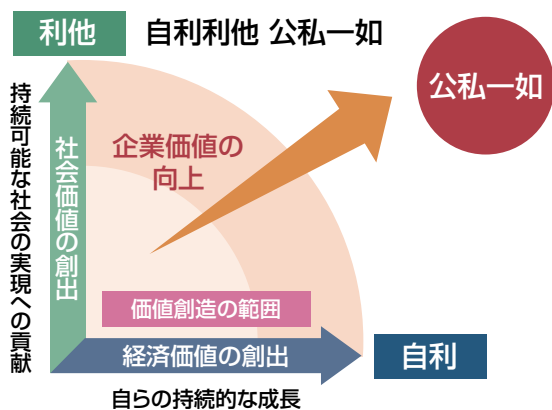 利他
自利利他 公私一如
公私一如
持続可能な社会の実現への貢献
社会価値の創出
企業価値の
向上
価値創造の範囲
経済価値の創出
自利
自らの持続的な成長